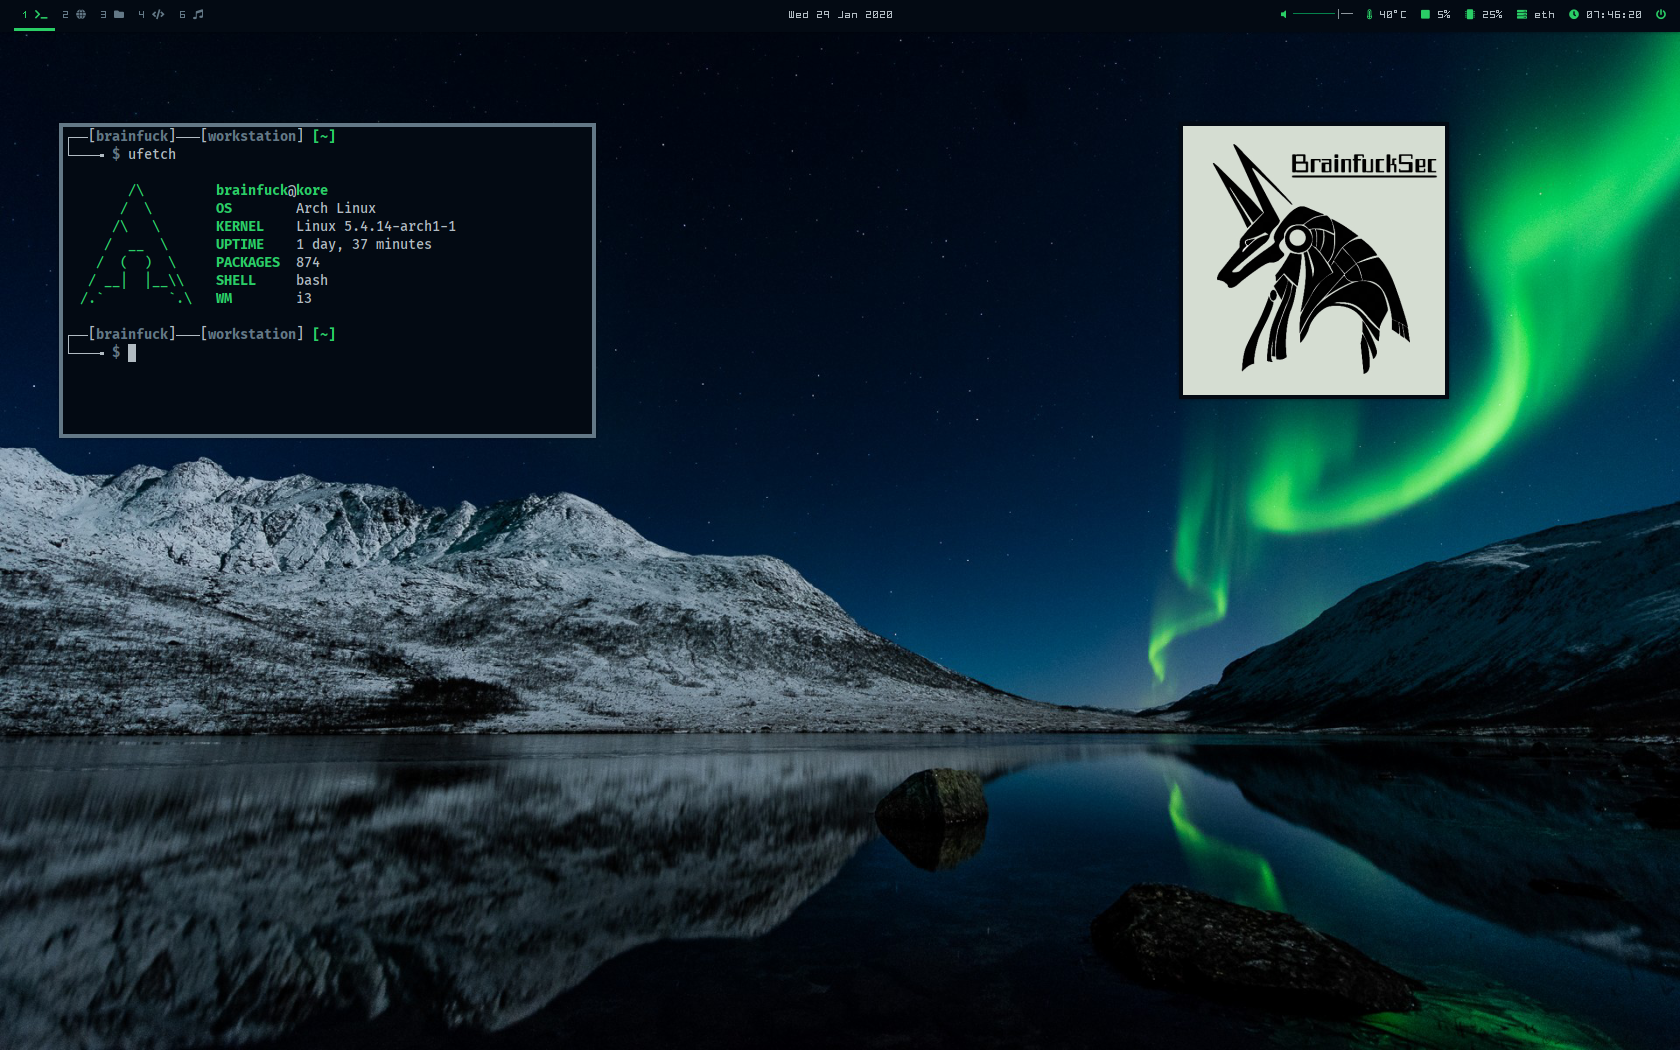 1 2 3 4 6 Wed 29 Jan 2020 40°C 5% 25% eth 07:46:20
┌──[brainfuck]───[workstation] [~]
└────╸ $ ufetch
/\ brainfuck@kore
/ \ OS Arch Linux
/\ \ KERNEL Linux 5.4.14-arch1-1
/ __ \ UPTIME 1 day, 37 minutes
/ ( ) \ PACKAGES 874
/ __| |__\\ SHELL bash
/.` `.\ WM i3
┌──[brainfuck]───[workstation] [~]
└────╸ $
BrainfuckSec